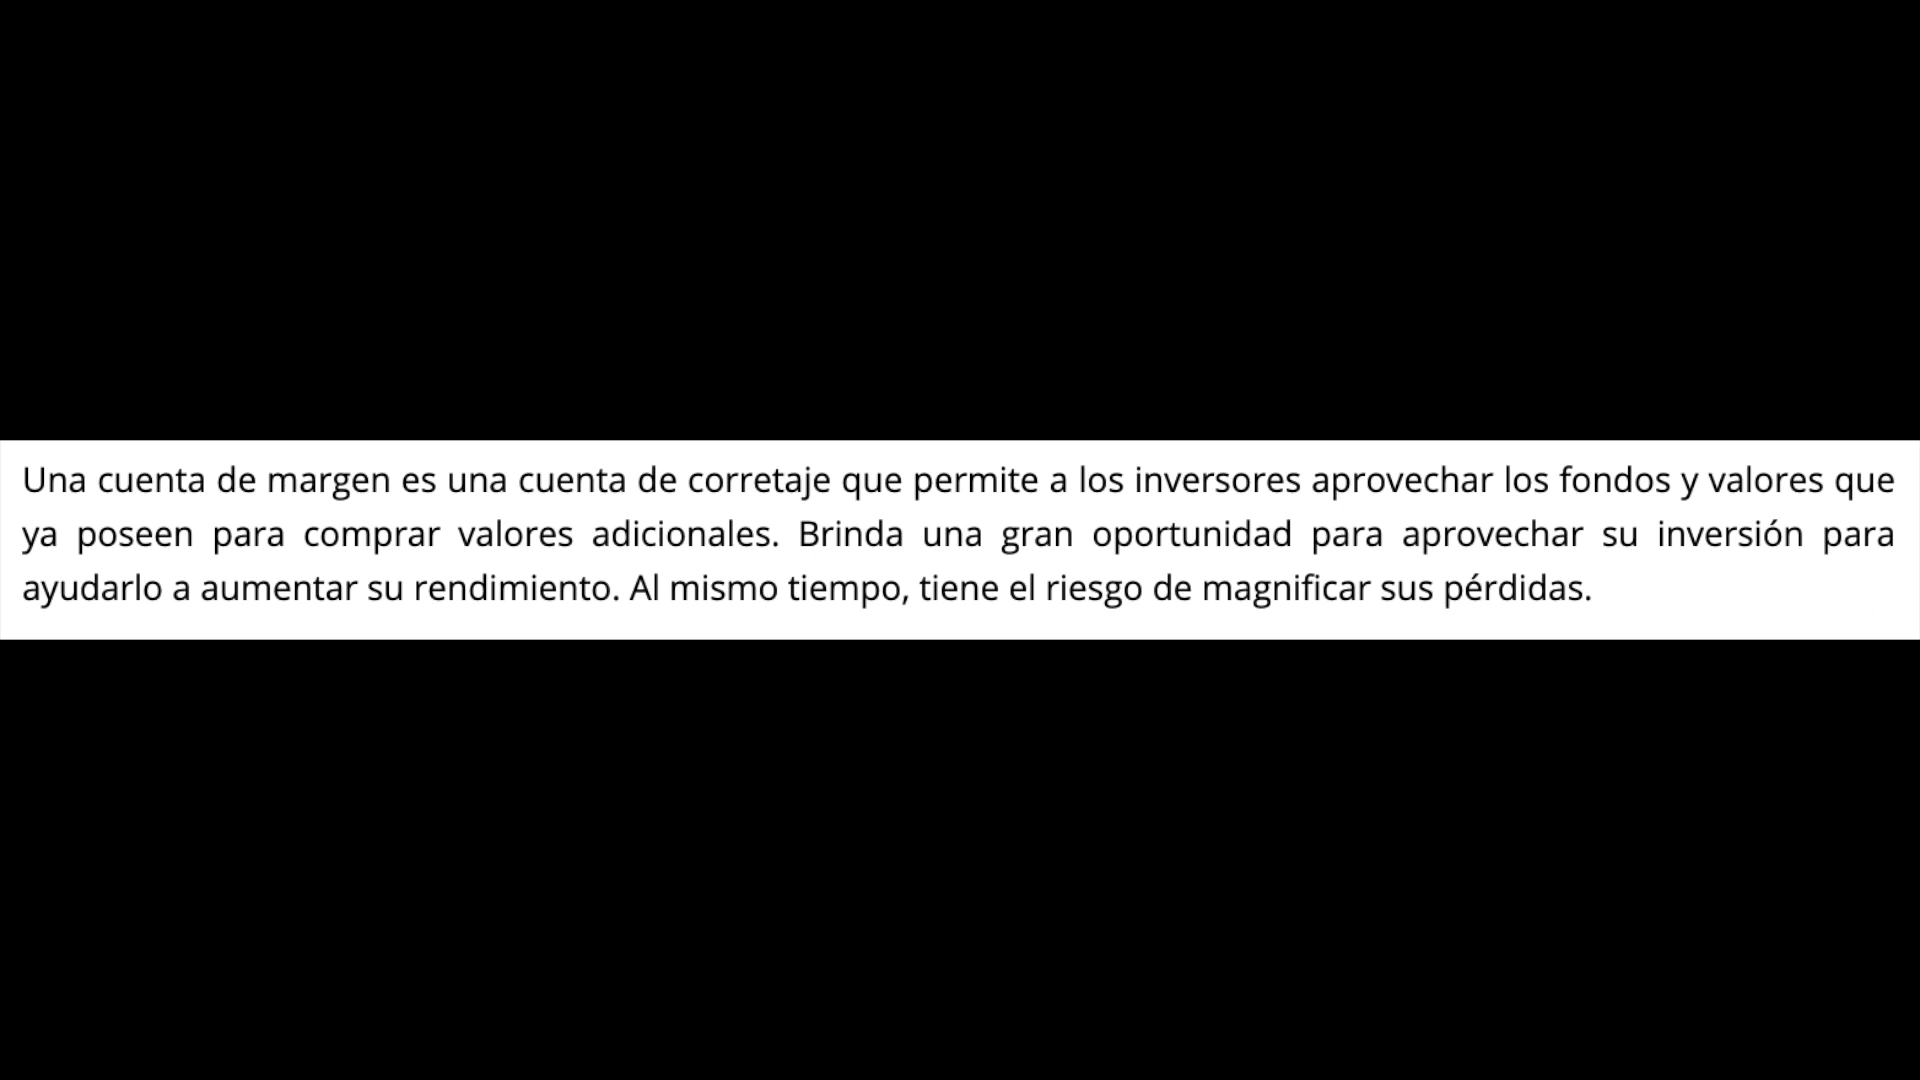 Una cuenta de margen es una cuenta de corretaje que permite a los inversores aprovechar los fondos y valores que
ya poseen para comprar valores adicionales. Brinda una gran oportunidad para aprovechar su inversión para
ayudarlo a aumentar su rendimiento. Al mismo tiempo, tiene el riesgo de magnificar sus pérdidas.